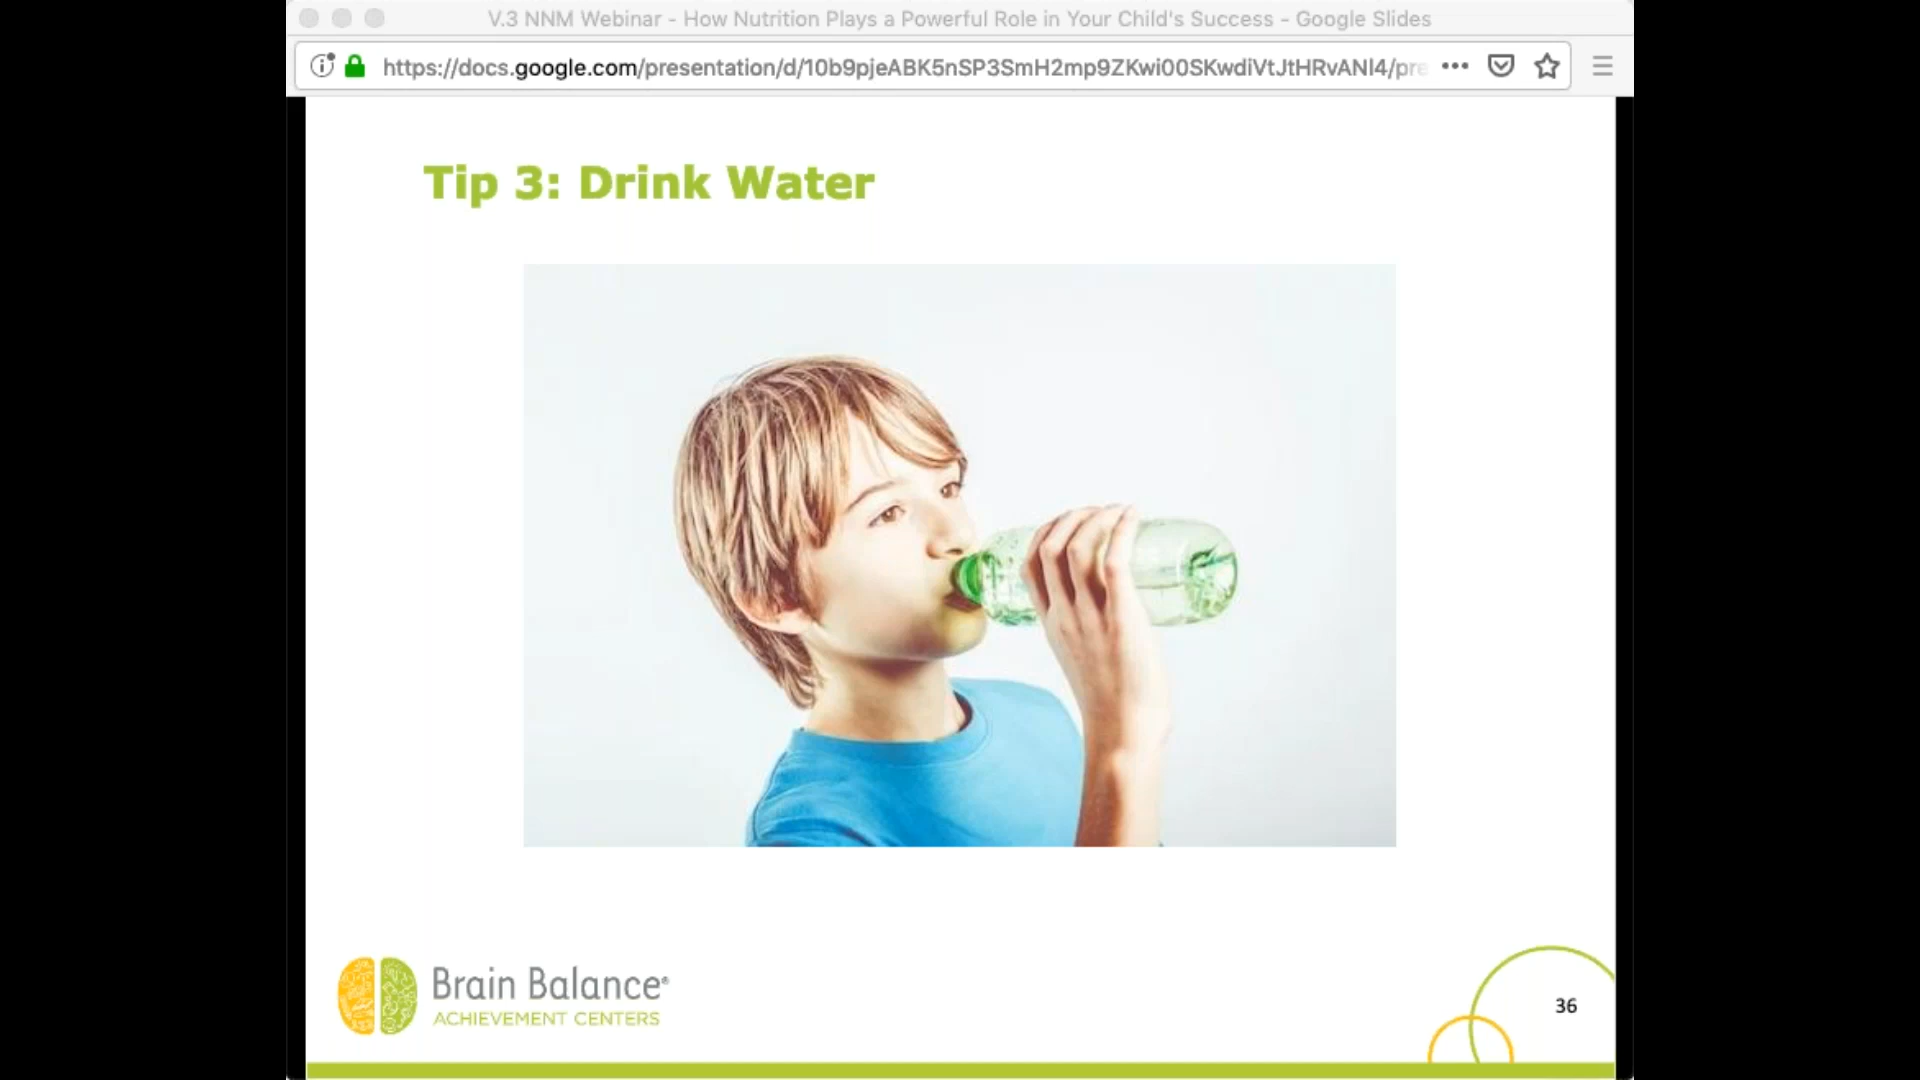 V.3 NNM Webinar - How Nutrition Plays a Powerful Role in Your Child's Success - Google Slides
https://docs.google.com/presentation/d/10b9pjeABK5nSP3SmH2mp9ZKwi00SKwdiVtJtHRvANl4/pre
Tip 3: Drink Water
Brain Balance®
ACHIEVEMENT CENTERS
36